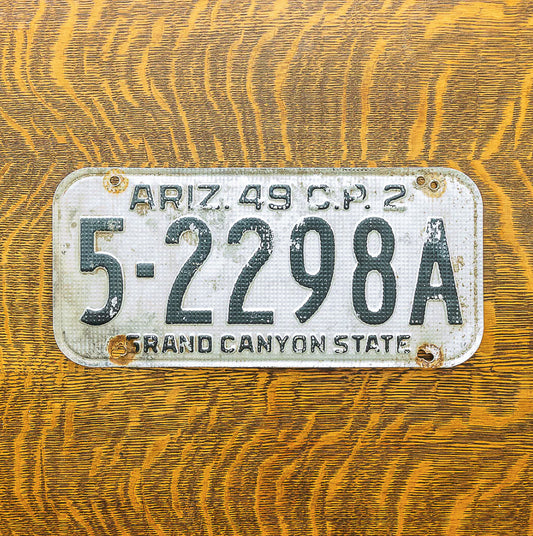 ARIZ. 49 C.P. 2
5-2298A
GRAND CANYON STATE